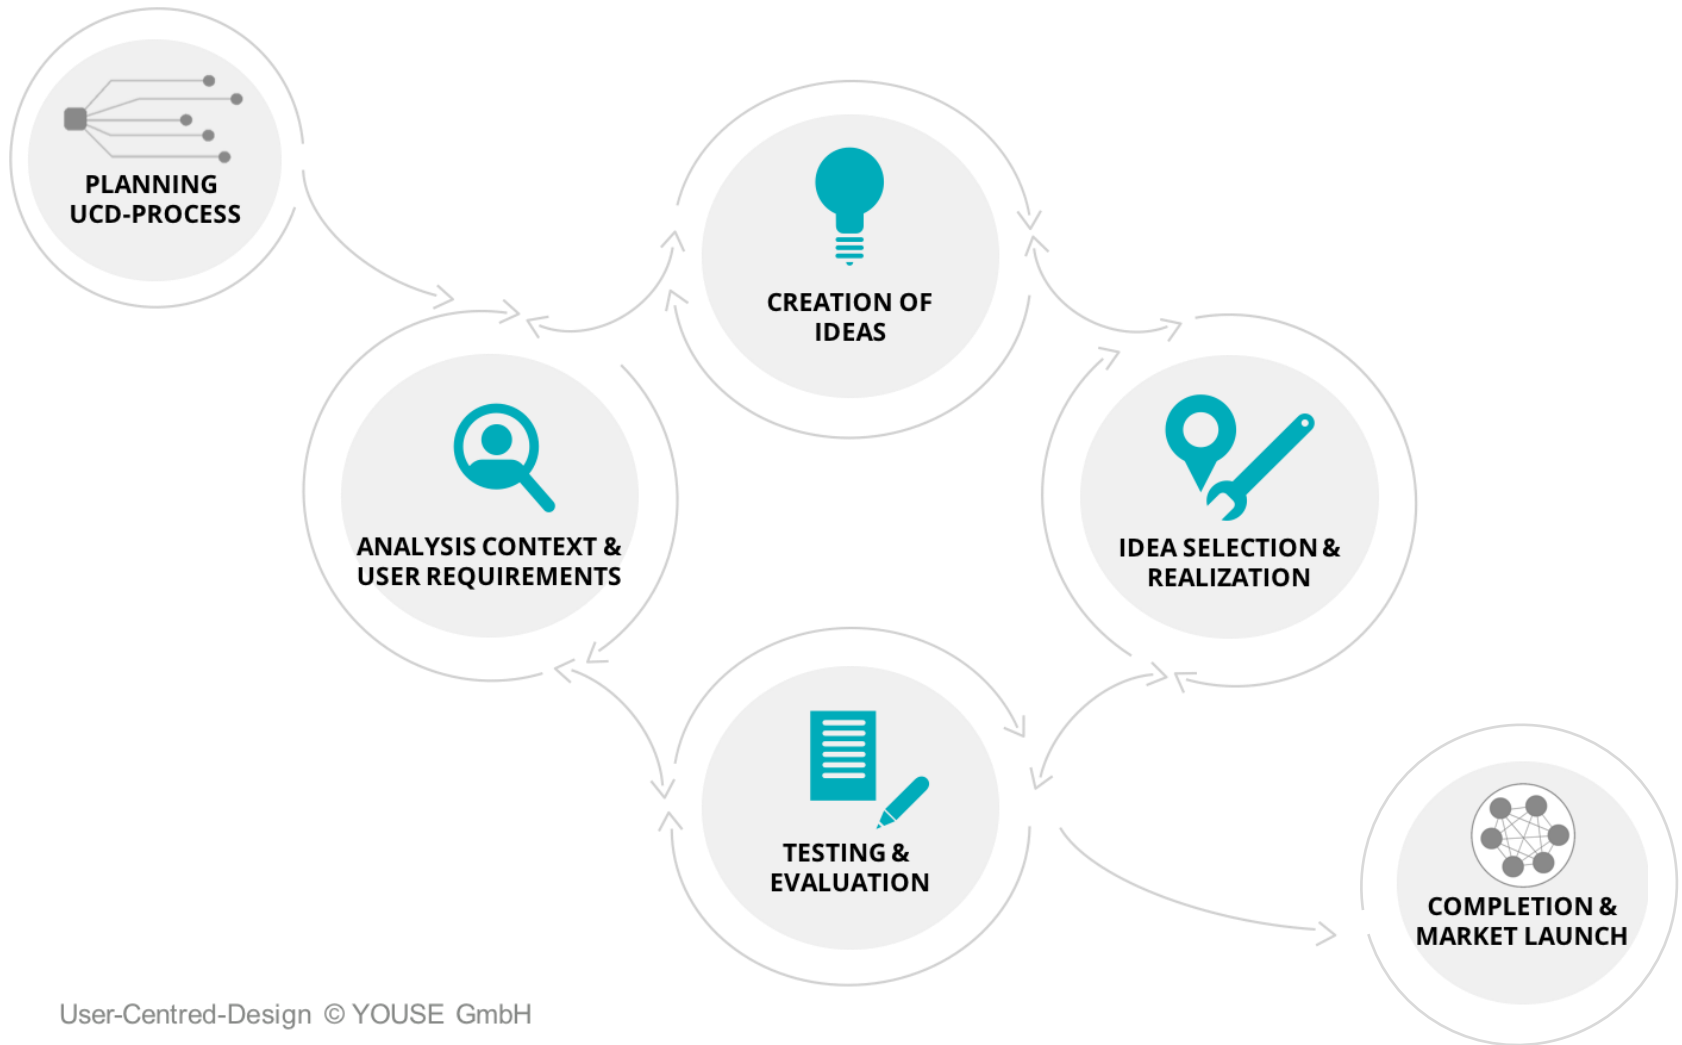 PLANNING
UCD-PROCESS
CREATION OF
IDEAS
ANALYSIS CONTEXT &
USER REQUIREMENTS
IDEA SELECTION &
REALIZATION
TESTING &
EVALUATION
COMPLETION &
MARKET LAUNCH
User-Centred-Design © YOUSE GmbH